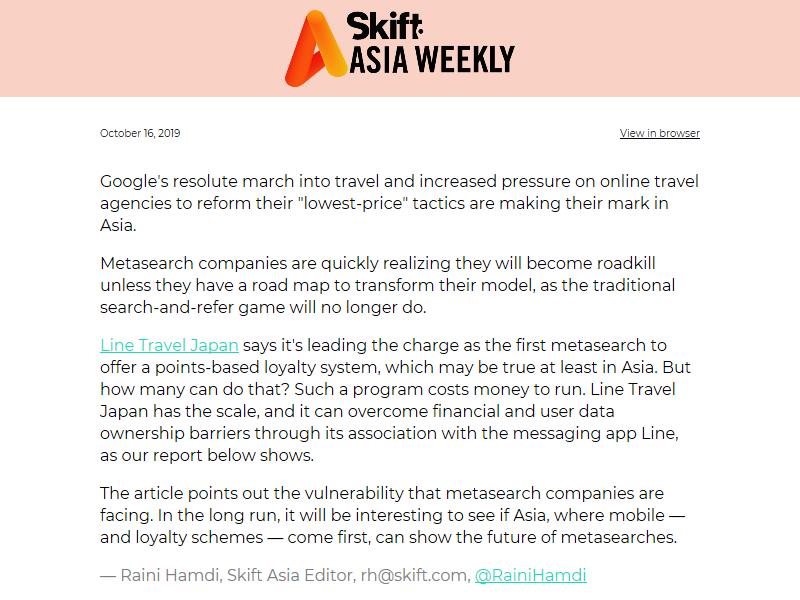 Skift
ASIA WEEKLY
October 16, 2019
View in browser
Google's resolute march into travel and increased pressure on online travel
agencies to reform their "lowest-price" tactics are making their mark in
Asia.
Metasearch companies are quickly realizing they will become roadkill
unless they have a road map to transform their model, as the traditional
search-and-refer game will no longer do.
Line Travel Japan says it's leading the charge as the first metasearch to
offer a points-based loyalty system, which may be true at least in Asia. But
how many can do that? Such a program costs money to run. Line Travel
Japan has the scale, and it can overcome financial and user data
ownership barriers through its association with the messaging app Line,
as our report below shows.
The article points out the vulnerability that metasearch companies are
facing. In the long run, it will be interesting to see if Asia, where mobile —
and loyalty schemes — come first, can show the future of metasearches.
— Raini Hamdi, Skift Asia Editor, rh@skift.com, @RainiHamdi